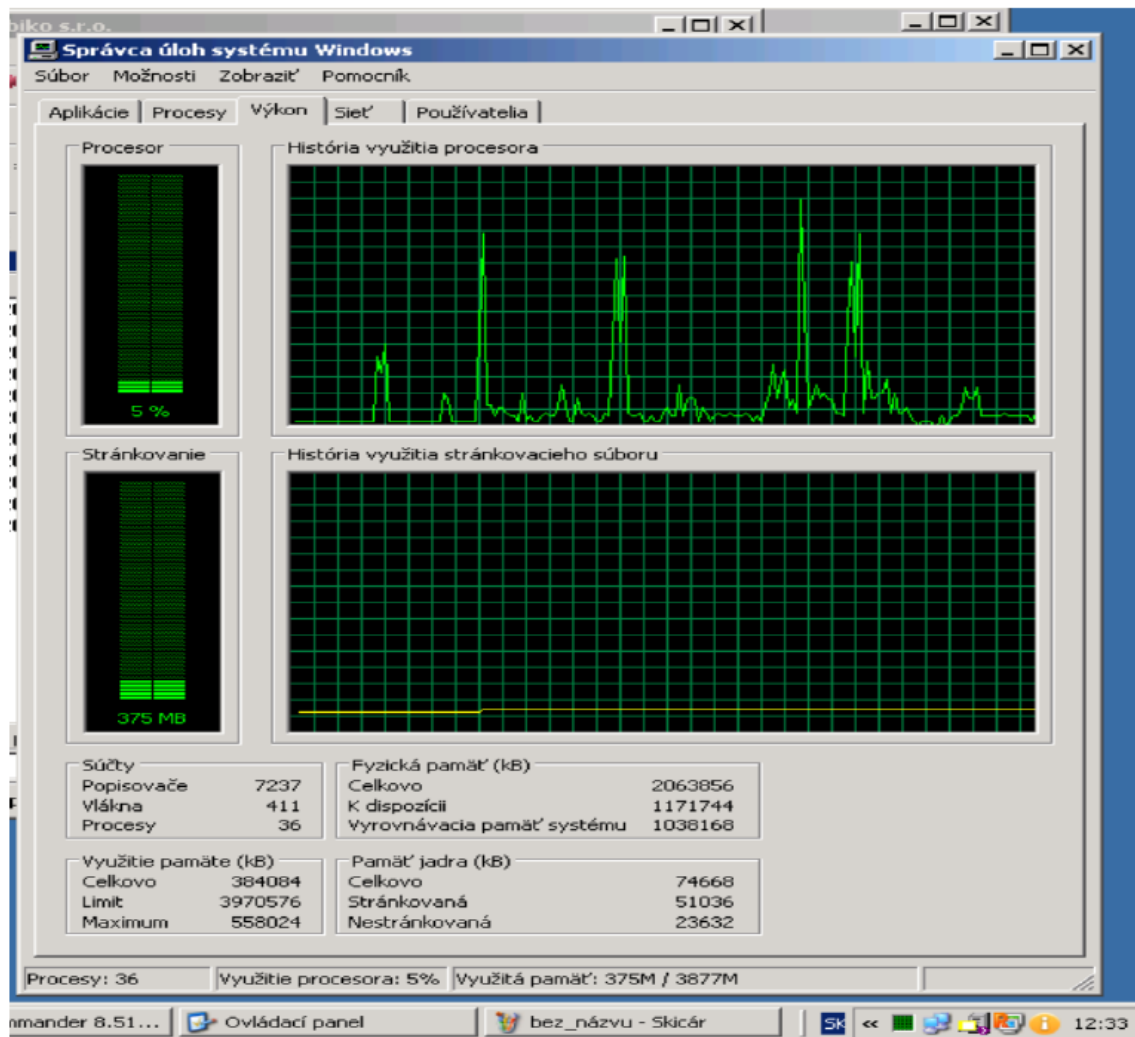 piko s.r.o.
Správca úloh systému Windows
Súbor Možnosti Zobraziť Pomocník
Aplikácie Procesy Výkon Sieť Používatelia
Procesor
História využitia procesora
5 %
Stránkovanie
História využitia stránkovacieho súboru
375 MB
Súčty
Popisovače 7237
Vlákna 411
Procesy 36
Fyzická pamäť (kB)
Celkovo 2063856
K dispozícii 1171744
Vyrovnávacia pamäť systému 1038168
Využitie pamäte (kB)
Celkovo 384084
Limit 3970576
Maximum 558024
Pamäť jadra (kB)
Celkovo 74668
Stránkovaná 51036
Nestránkovaná 23632
Procesy: 36 Využitie procesora: 5% Využitá pamäť: 375M / 3877M
mmander 8.51... Ovládací panel bez_názvu - Skicár SK « 12:33